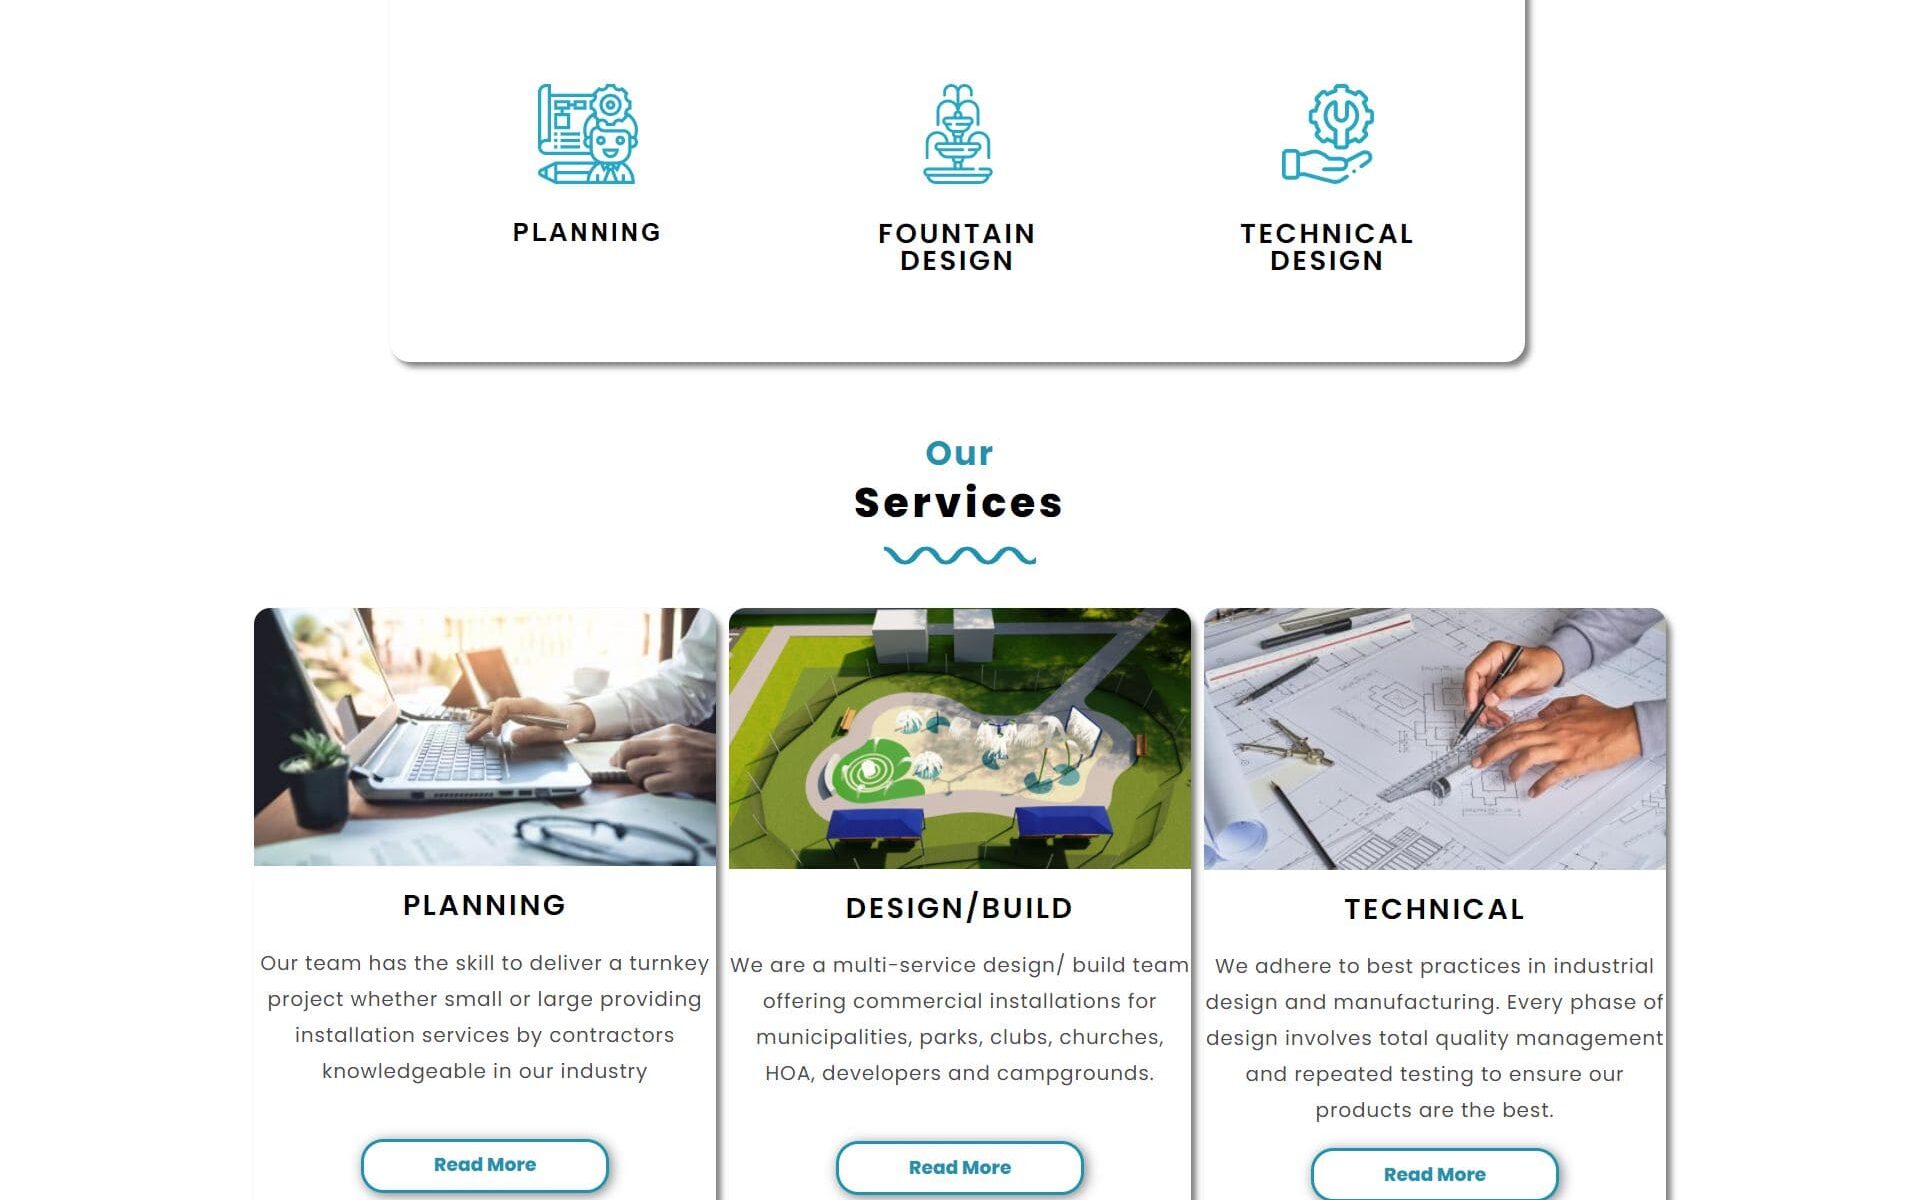 PLANNING
FOUNTAIN
DESIGN
TECHNICAL
DESIGN
Our
Services
PLANNING
Our team has the skill to deliver a turnkey
project whether small or large providing
installation services by contractors
knowledgeable in our industry
Read More
DESIGN/BUILD
We are a multi-service design/ build team
offering commercial installations for
municipalities, parks, clubs, churches,
HOA, developers and campgrounds.
Read More
TECHNICAL
We adhere to best practices in industrial
design and manufacturing. Every phase of
design involves total quality management
and repeated testing to ensure our
products are the best.
Read More